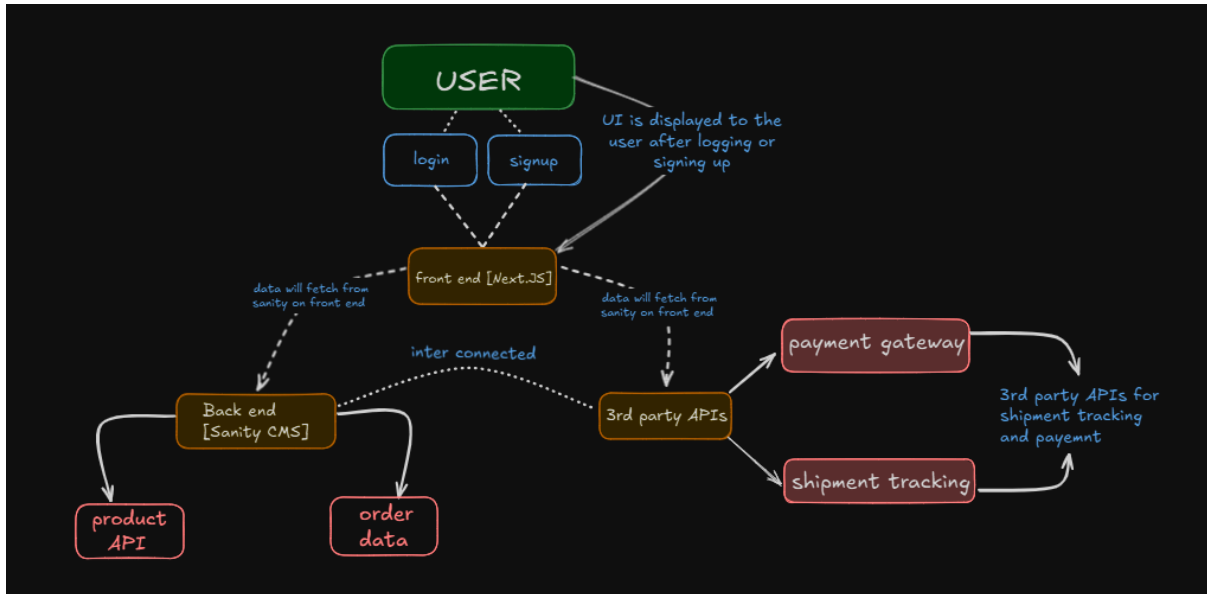 USER
login
signup
UI is displayed to the
user after logging or
signing up
front end [Next.JS]
data will fetch from
sanity on front end
data will fetch from
sanity on front end
inter connected
Back end
[Sanity CMS]
3rd party APIs
payment gateway
shipment tracking
3rd party APIs for
shipment tracking
and payemnt
product
API
order
data